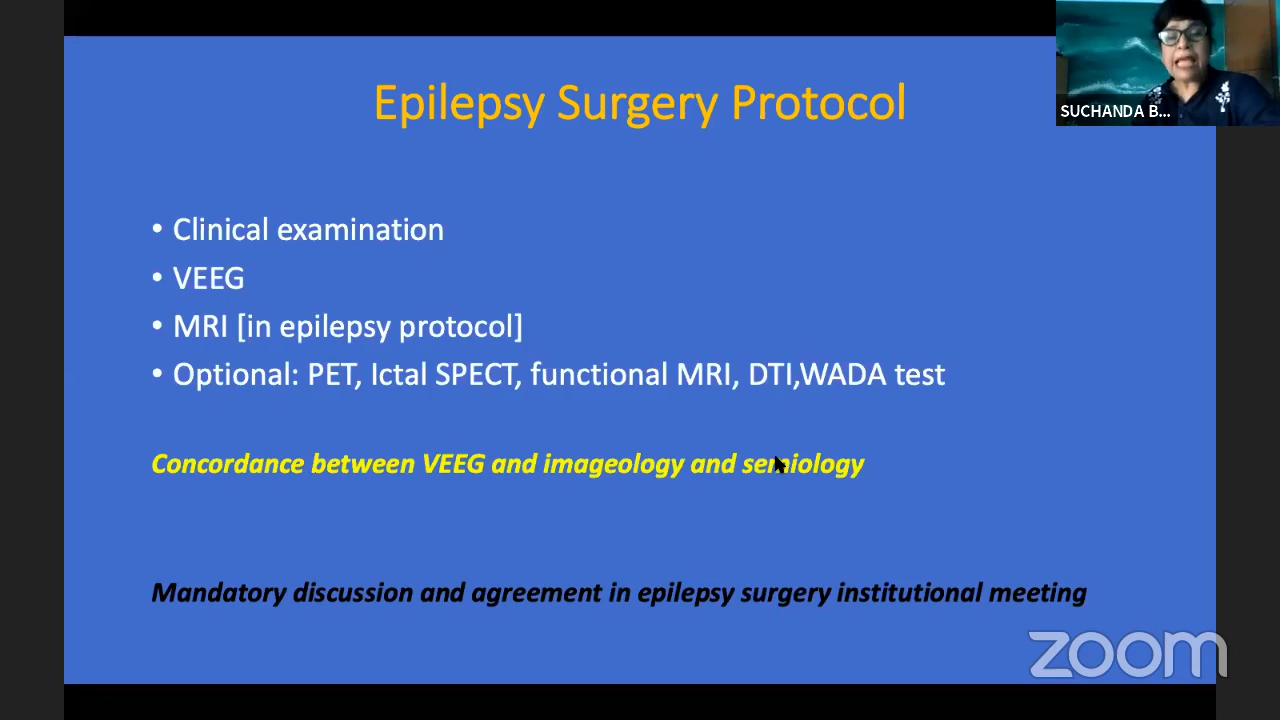 Epilepsy Surgery Protocol
SUCHANDA B...
• Clinical examination
• VEEG
• MRI [in epilepsy protocol]
• Optional: PET, Ictal SPECT, functional MRI, DTI,WADA test
Concordance between VEEG and imageology and semiology
Mandatory discussion and agreement in epilepsy surgery institutional meeting
zoom